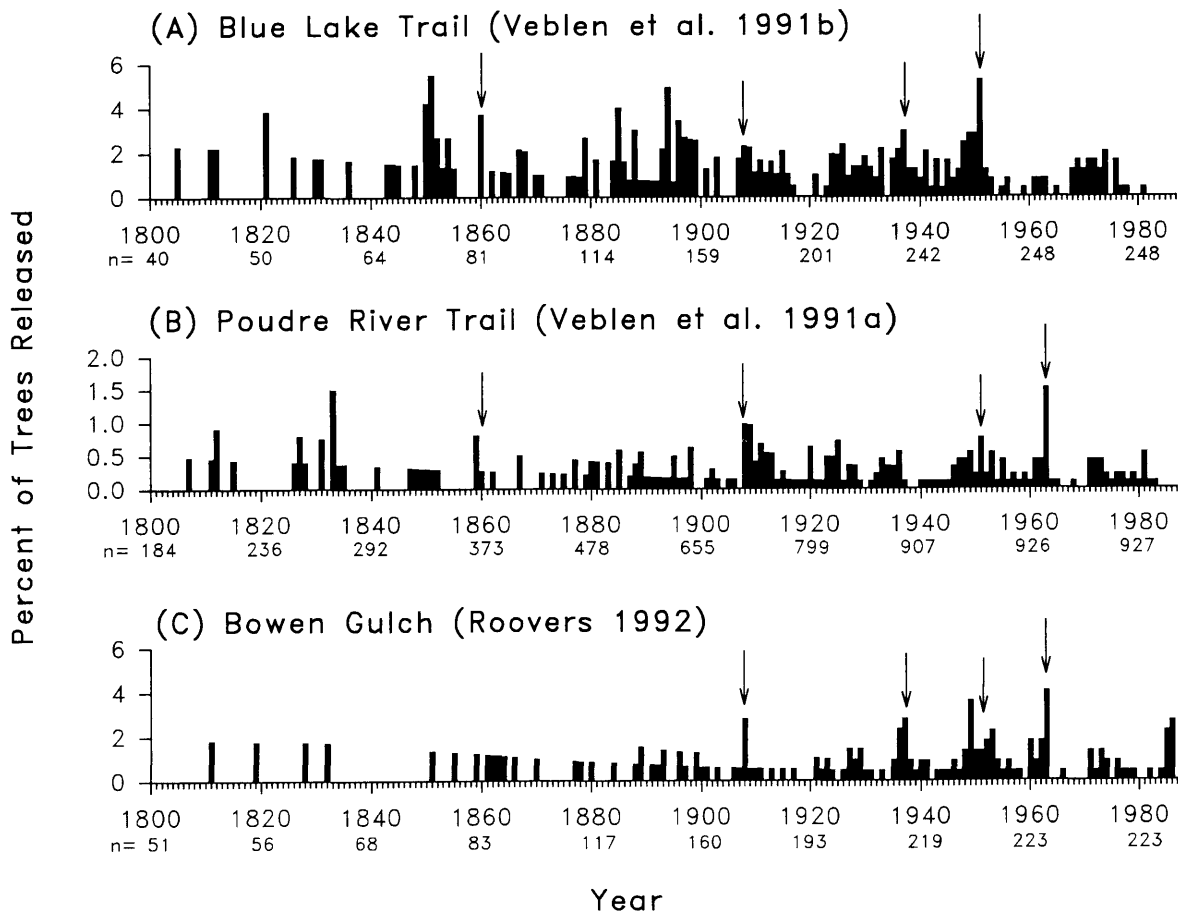 Percent of Trees Released
(A) Blue Lake Trail (Veblen et al. 1991b)
6
4
2
0
1800 1820 1840 1860 1880 1900 1920 1940 1960 1980
n= 40 50 64 81 114 159 201 242 248 248
(B) Poudre River Trail (Veblen et al. 1991a)
2.0
1.5
1.0
0.5
0.0
1800 1820 1840 1860 1880 1900 1920 1940 1960 1980
n= 184 236 292 373 478 655 799 907 926 927
(C) Bowen Gulch (Roovers 1992)
6
4
2
0
1800 1820 1840 1860 1880 1900 1920 1940 1960 1980
n= 51 56 68 83 117 160 193 219 223 223
Year